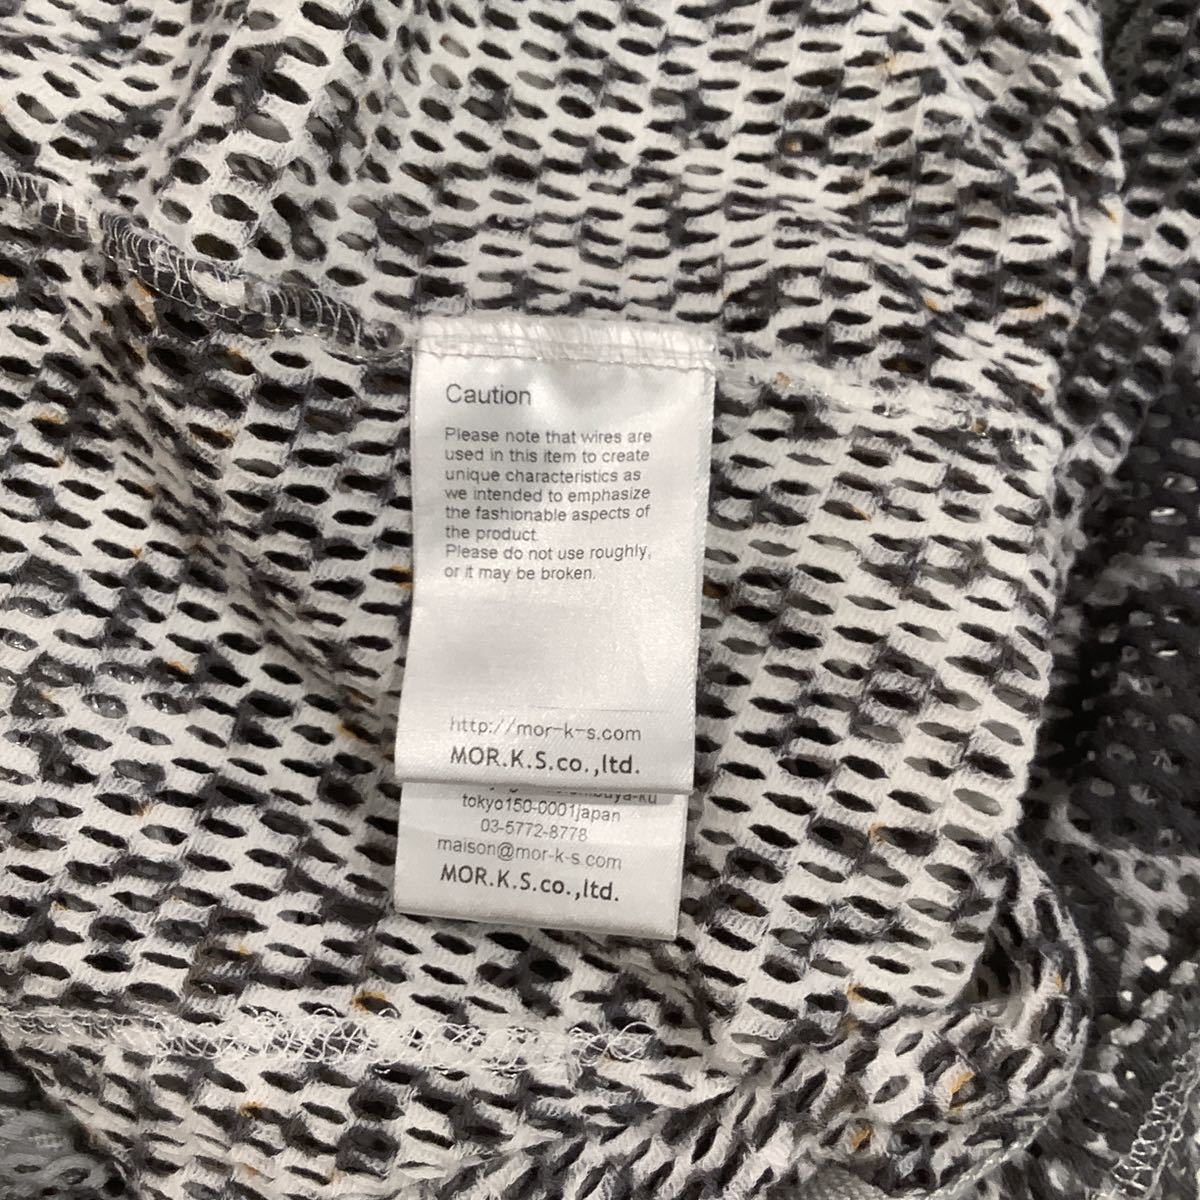 Caution
Please note that wires are
used in this item to create
unique characteristics as
we intended to emphasize
the fashionable aspects of
the product.
Please do not use roughly,
or it may be broken.
http://mor-k-s.com
MOR.K.S.co.,ltd.
tokyo150-0001japan
03-5772-8778
maison@mor-k-s.com
MOR.K.S.co.,ltd.